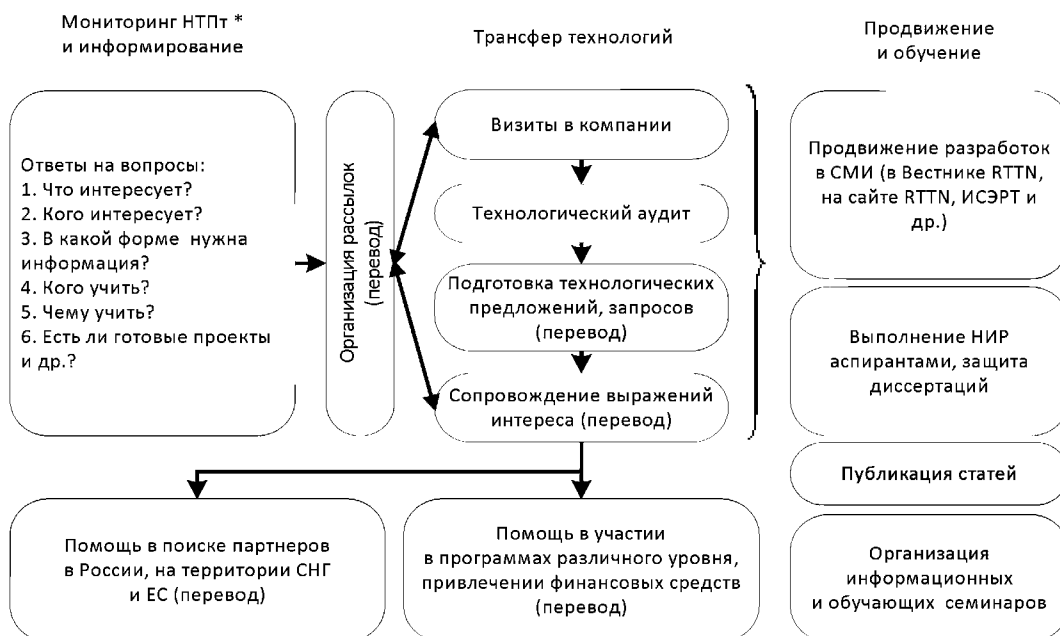 Мониторинг НТПт *
и информирование
Трансфер технологий
Продвижение
и обучение
Ответы на вопросы:
1. Что интересует?
2. Кого интересует?
3. В какой форме нужна
информация?
4. Кого учить?
5. Чему учить?
6. Есть ли готовые проекты
и др.?
Организация рассылок
(перевод)
Визиты в компании
Технологический аудит
Подготовка технологических
предложений, запросов
(перевод)
Сопровождение выражений
интереса (перевод)
Продвижение разработок
в СМИ (в Вестнике RTTN,
на сайте RTTN, ИСЭРТ и
др.)
Выполнение НИР
аспирантами, защита
диссертаций
Публикация статей
Помощь в поиске партнеров
в России, на территории СНГ
и ЕС (перевод)
Помощь в участии
в программах различного уровня,
привлечении финансовых средств
(перевод)
Организация
информационных
и обучающих семинаров